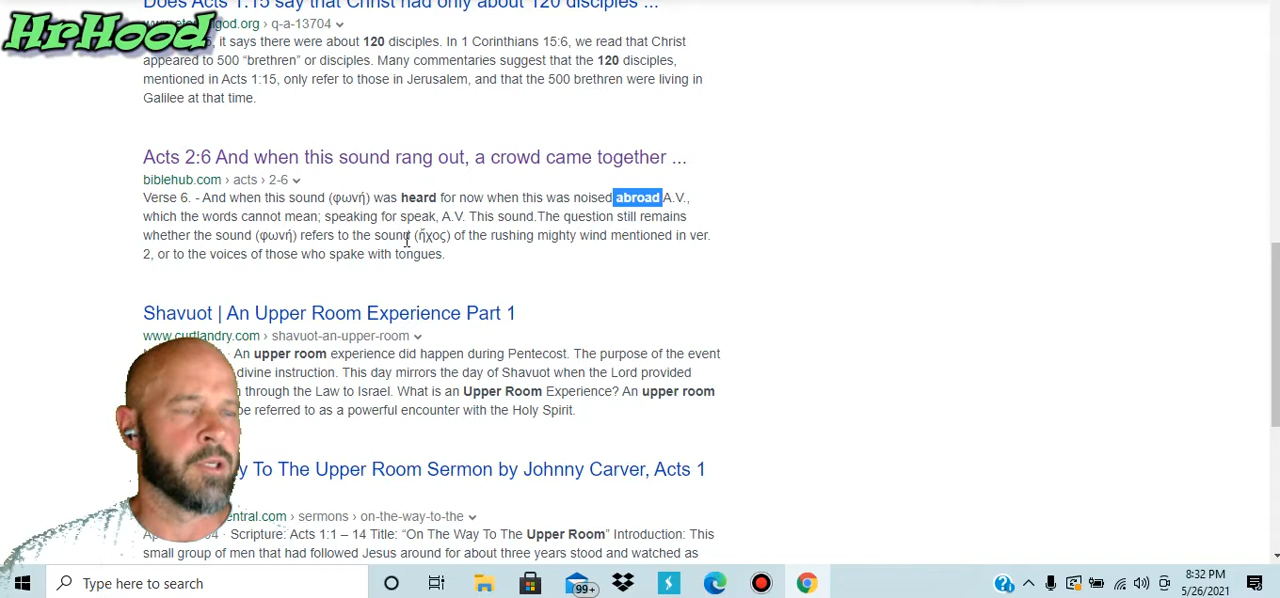 Does Acts 1:15 say that Christ had only about 120 disciples ...
HrHood
god.org › q-a-13704
, it says there were about 120 disciples. In 1 Corinthians 15:6, we read that Christ
appeared to 500 “brethren” or disciples. Many commentaries suggest that the 120 disciples,
mentioned in Acts 1:15, only refer to those in Jerusalem, and that the 500 brethren were living in
Galilee at that time.
Acts 2:6 And when this sound rang out, a crowd came together ...
biblehub.com › acts › 2-6
Verse 6. - And when this sound (φωνή) was heard for now when this was noised abroad A.V.,
which the words cannot mean; speaking for speak, A.V. This sound.The question still remains
whether the sound (φωνή) refers to the sound (ἤχος) of the rushing mighty wind mentioned in ver.
2, or to the voices of those who spake with tongues.
Shavuot | An Upper Room Experience Part 1
www.curtlandry.com › shavuot-an-upper-room
An upper room experience did happen during Pentecost. The purpose of the event
divine instruction. This day mirrors the day of Shavuot when the Lord provided
through the Law to Israel. What is an Upper Room Experience? An upper room
be referred to as a powerful encounter with the Holy Spirit.
To The Upper Room Sermon by Johnny Carver, Acts 1
entral.com › sermons › on-the-way-to-the
· Scripture: Acts 1:1 – 14 Title: “On The Way To The Upper Room” Introduction: This
small group of men that had followed Jesus around for about three years stood and watched as
Type here to search
99+
8:32 PM
5/26/2021